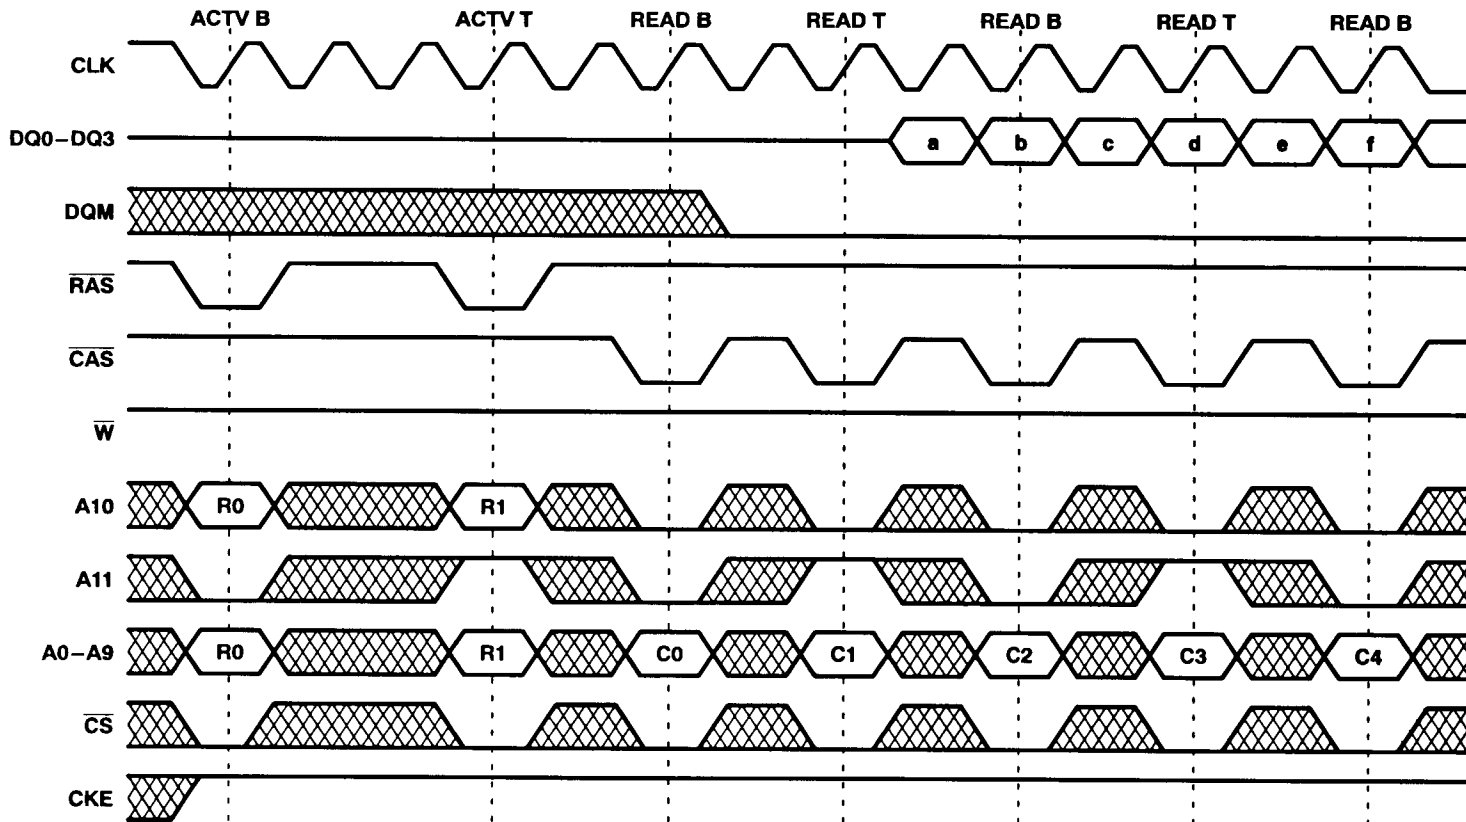 ACTV B ACTV T READ B READ T READ B READ T READ B
CLK
DQ0–DQ3 a b c d e f
DQM
RAS
CAS
W
A10 R0 R1
A11
A0–A9 R0 R1 C0 C1 C2 C3 C4
CS
CKE